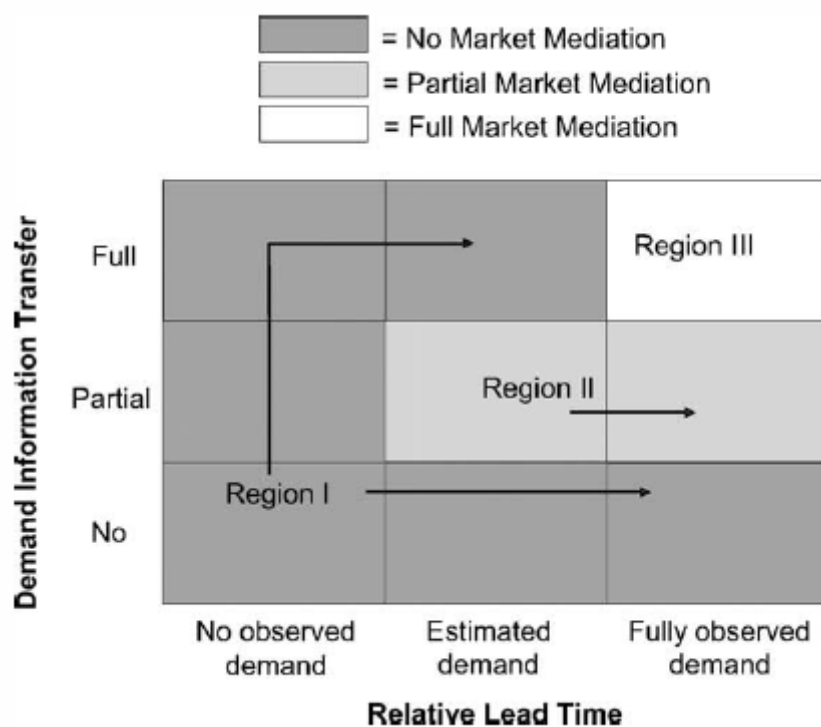 = No Market Mediation
= Partial Market Mediation
= Full Market Mediation
Demand Information Transfer
Full
Region III
Partial
Region II
Region I
No
No observed
demand
Estimated
demand
Fully observed
demand
Relative Lead Time